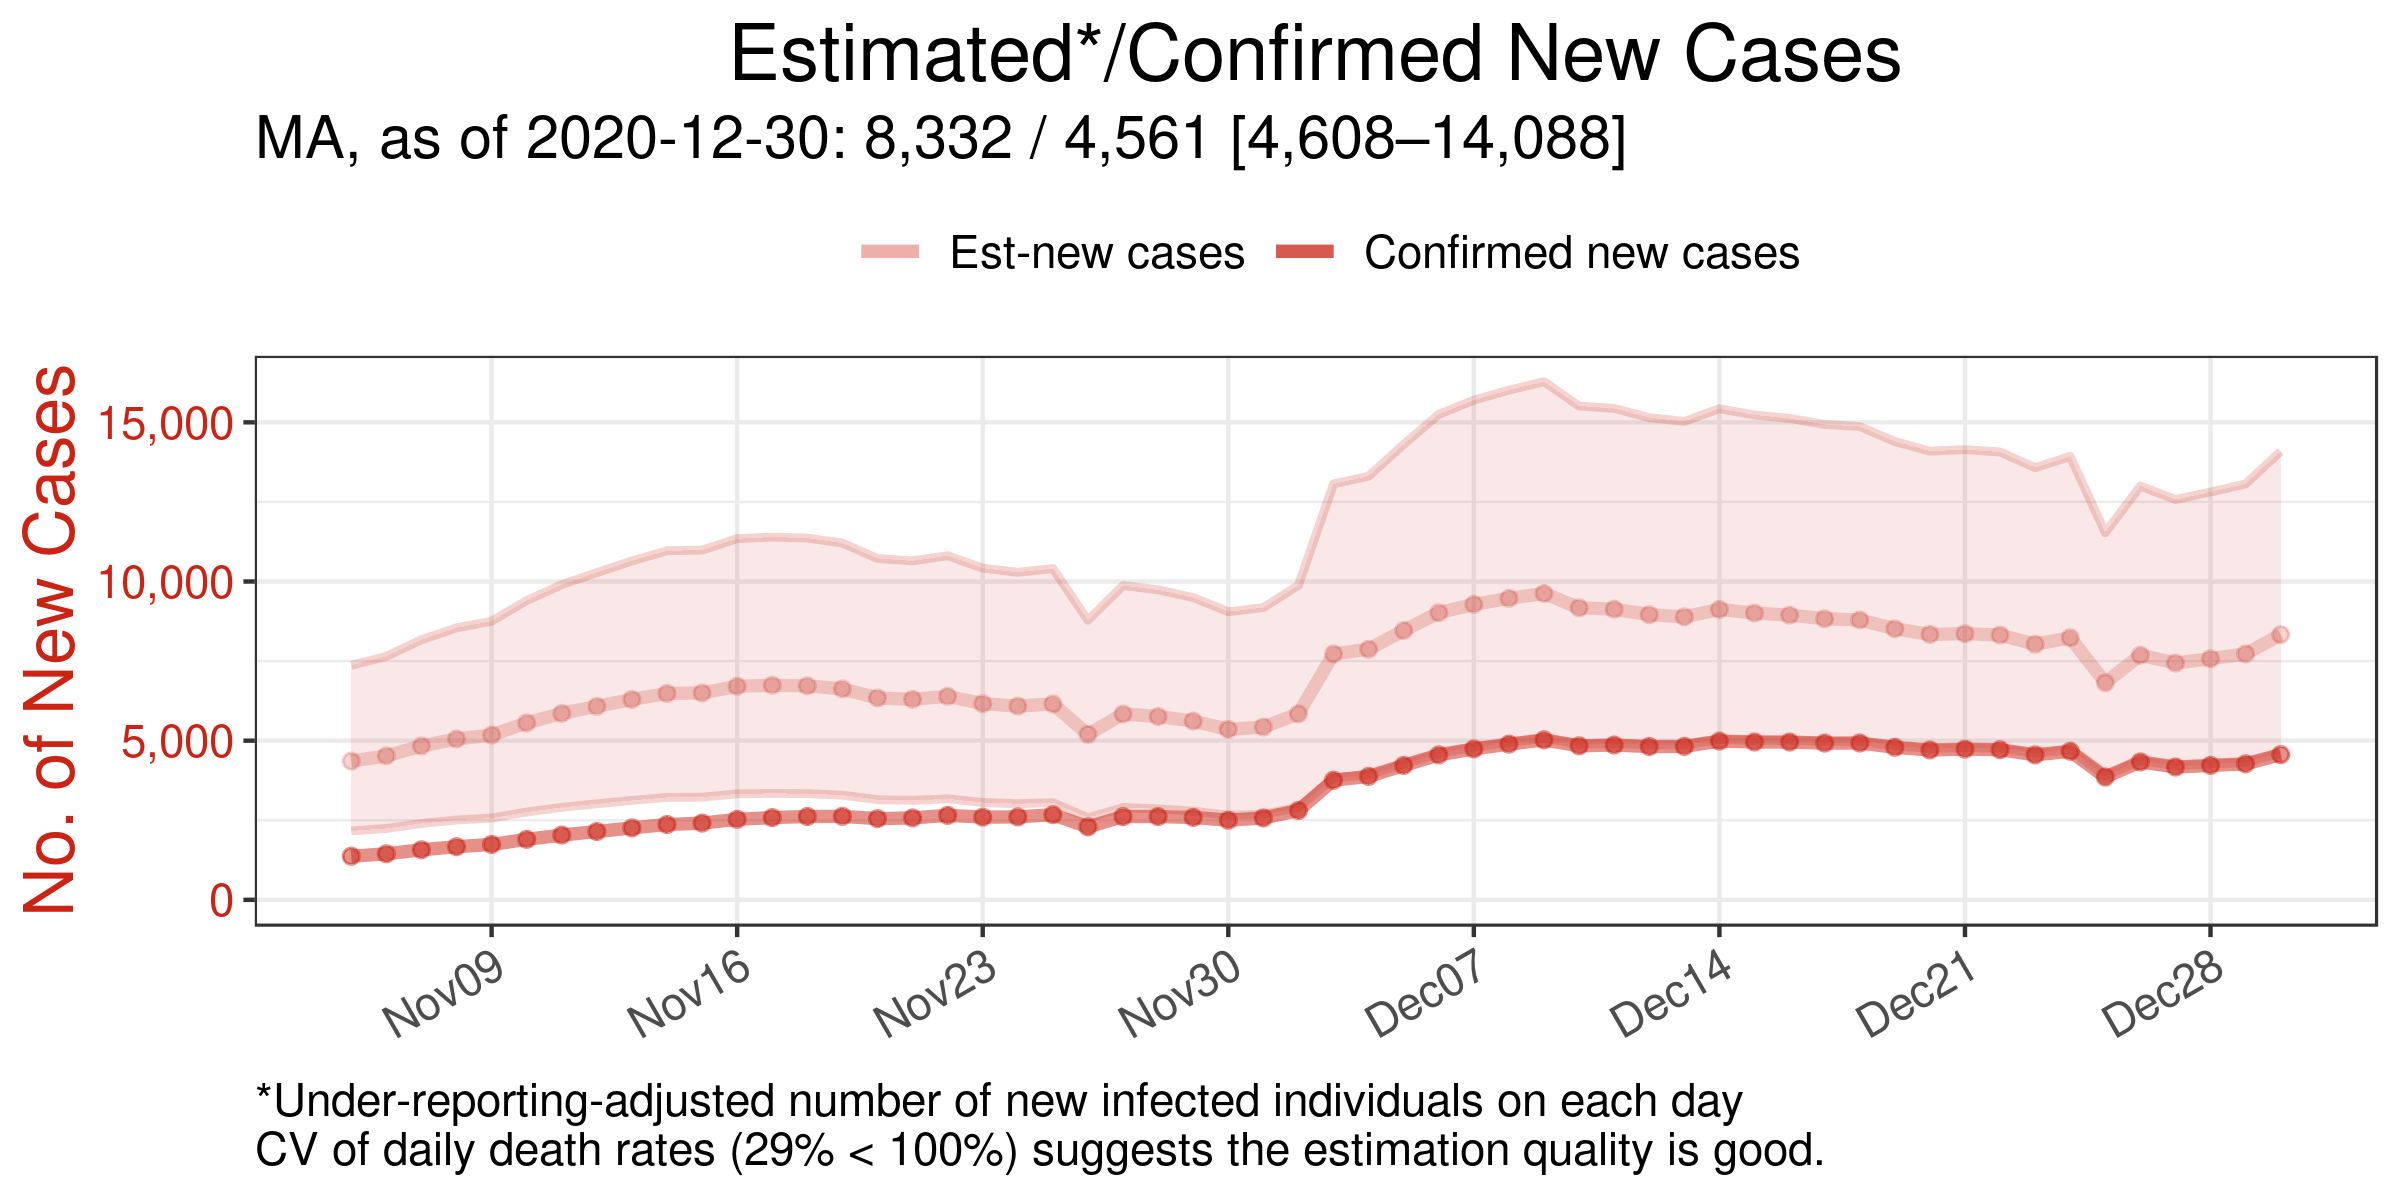 Estimated*/Confirmed New Cases
MA, as of 2020-12-30: 8,332 / 4,561 [4,608–14,088]
Est-new cases
Confirmed new cases
No. of New Cases
15,000
10,000
5,000
0
Nov09
Nov16
Nov23
Nov30
Dec07
Dec14
Dec21
Dec28
*Under-reporting-adjusted number of new infected individuals on each day
CV of daily death rates (29% < 100%) suggests the estimation quality is good.